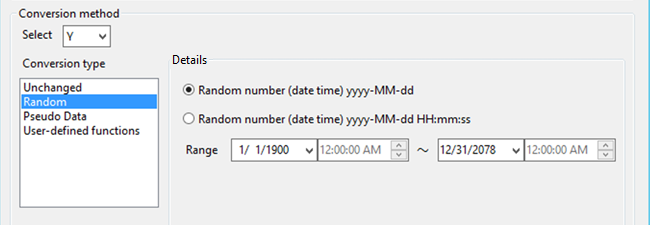 Conversion method
Select Y
Conversion type
Unchanged
Random
Pseudo Data
User-defined functions
Details
Random number (date time) yyyy-MM-dd
Random number (date time) yyyy-MM-dd HH:mm:ss
Range 1/ 1/1900 12:00:00 AM ～ 12/31/2078 12:00:00 AM